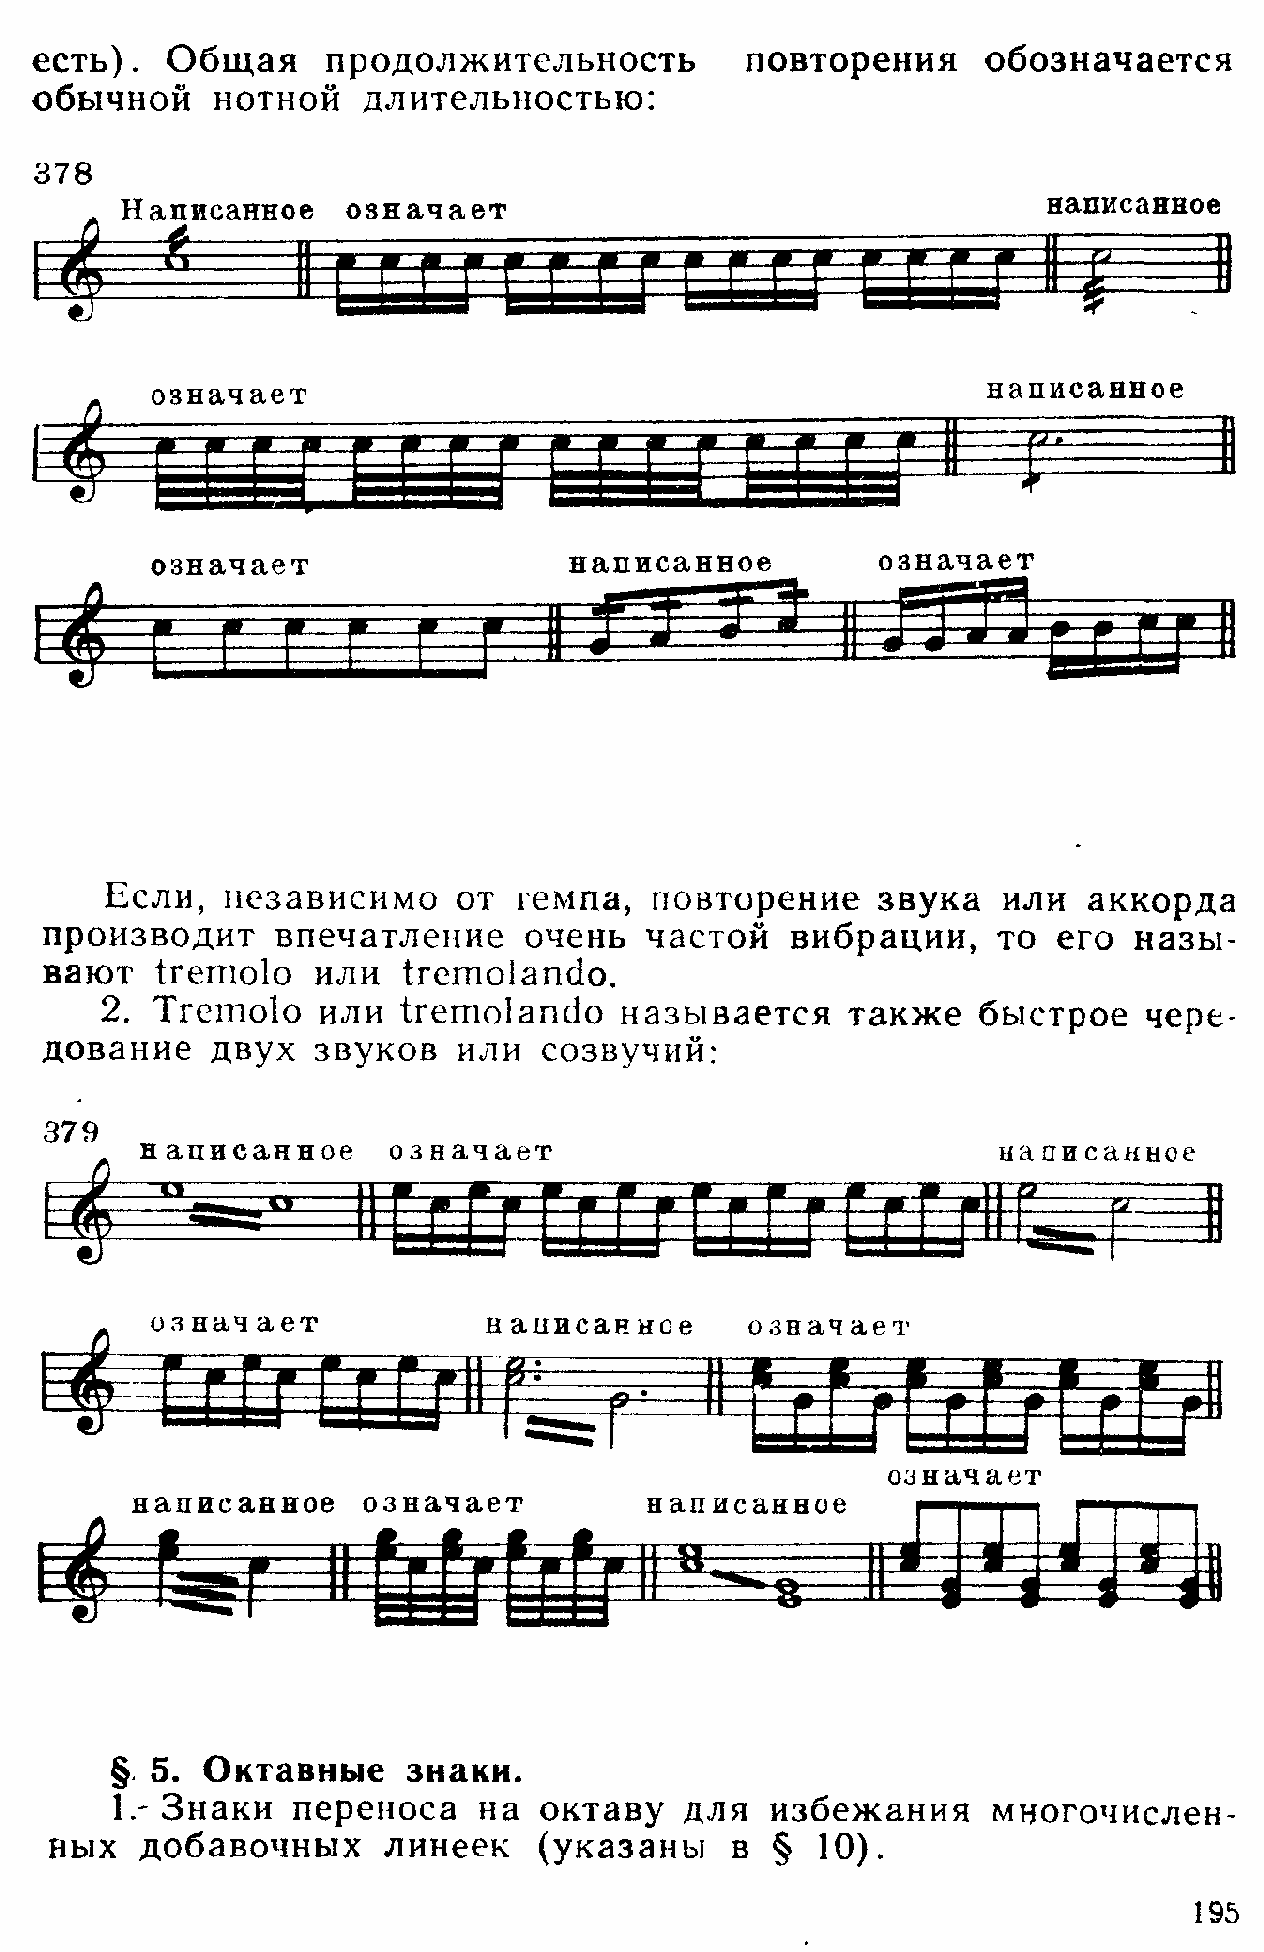 есть). Общая продолжительность повторения обозначается
обычной нотной длительностью:
378
Написанное означает написанное
означает написанное
означает написанное означает
Если, независимо от темпа, повторение звука или аккорда
производит впечатление очень частой вибрации, то его назы-
вают tremolo или tremolando.
2. Tremolo или tremolando называется также быстрое чере-
дование двух звуков или созвучий:
379
написанное означает написанное
означает написанное означает
означает
написанное означает написанное
§ 5. Октавные знаки.
1. Знаки переноса на октаву для избежания многочислен-
ных добавочных линеек (указаны в § 10).
195